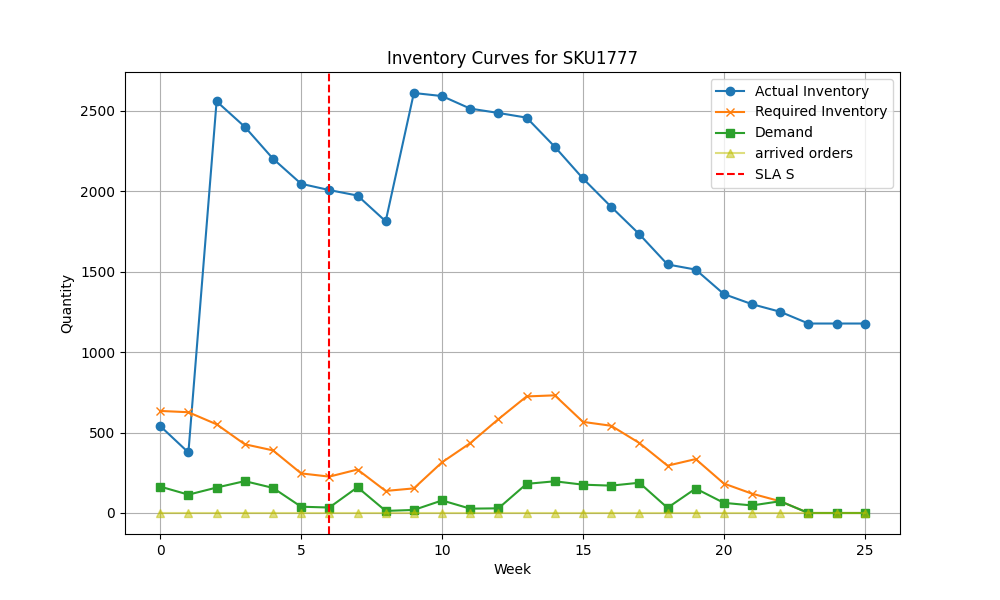 Inventory Curves for SKU1777
Actual Inventory
Required Inventory
Demand
arrived orders
SLA S
Quantity
2500
2000
1500
1000
500
0
0 5 10 15 20 25
Week